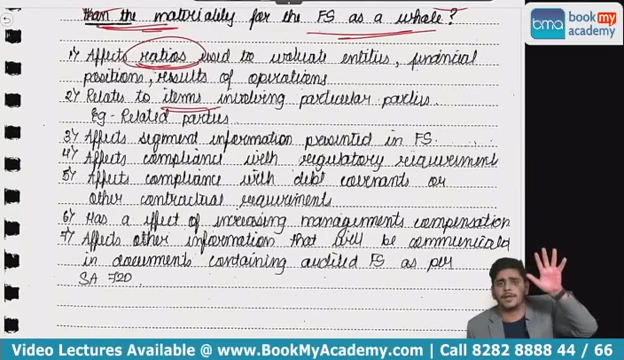 than the materiality for the FS as a whole?
1) Affects ratios used to evaluate entities, financial
positions, results of operations
2) Relates to items involving particular parties.
Eg- Related parties.
3) Affects segment information presented in FS.
4) Affects compliance with regulatory requirement
5) Affects compliance with debt covenants or
other contractual requirements
6) Has a effect of increasing managements compensation
7) Affects other information that will be communicated
in documents containing audited FS as per
SA 720
bma
book my
academy
Video Lectures Available @ www.BookMyAcademy.com | Call 8282 8888 44 / 66